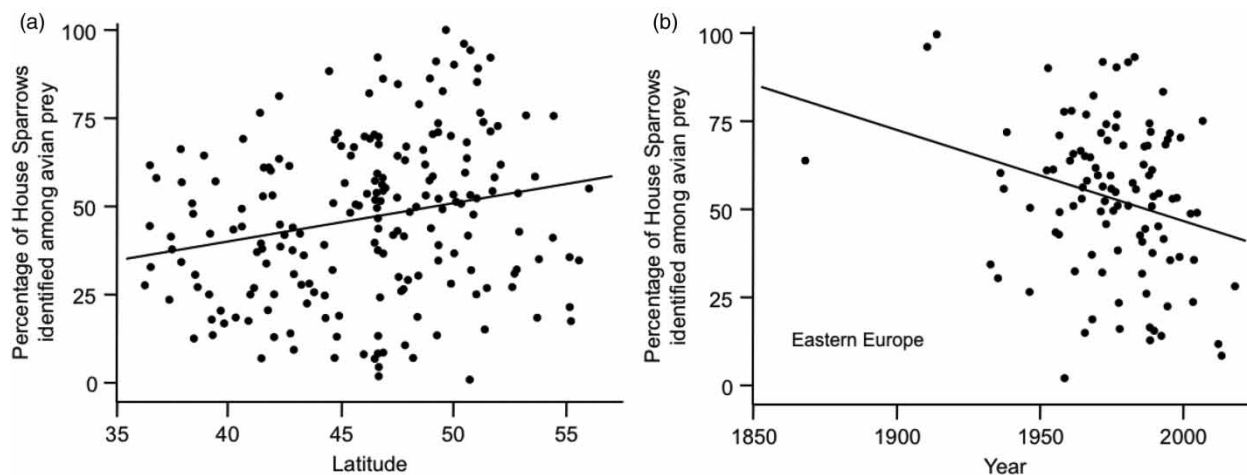 (a)
Percentage of House Sparrows
identified among avian prey
100
75
50
25
0
35
40
45
50
55
Latitude
(b)
Percentage of House Sparrows
identified among avian prey
100
75
50
25
0
Eastern Europe
1850
1900
1950
2000
Year